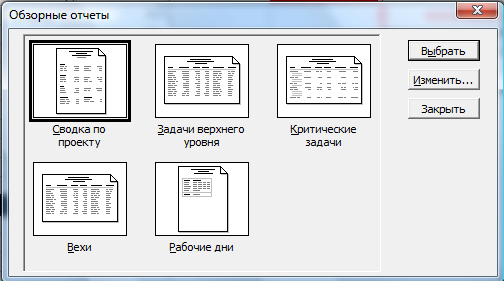 Обзорные отчеты
Сводка по
проекту
Задачи верхнего
уровня
Критические
задачи
Вехи
Рабочие дни
Выбрать
Изменить...
Закрыть